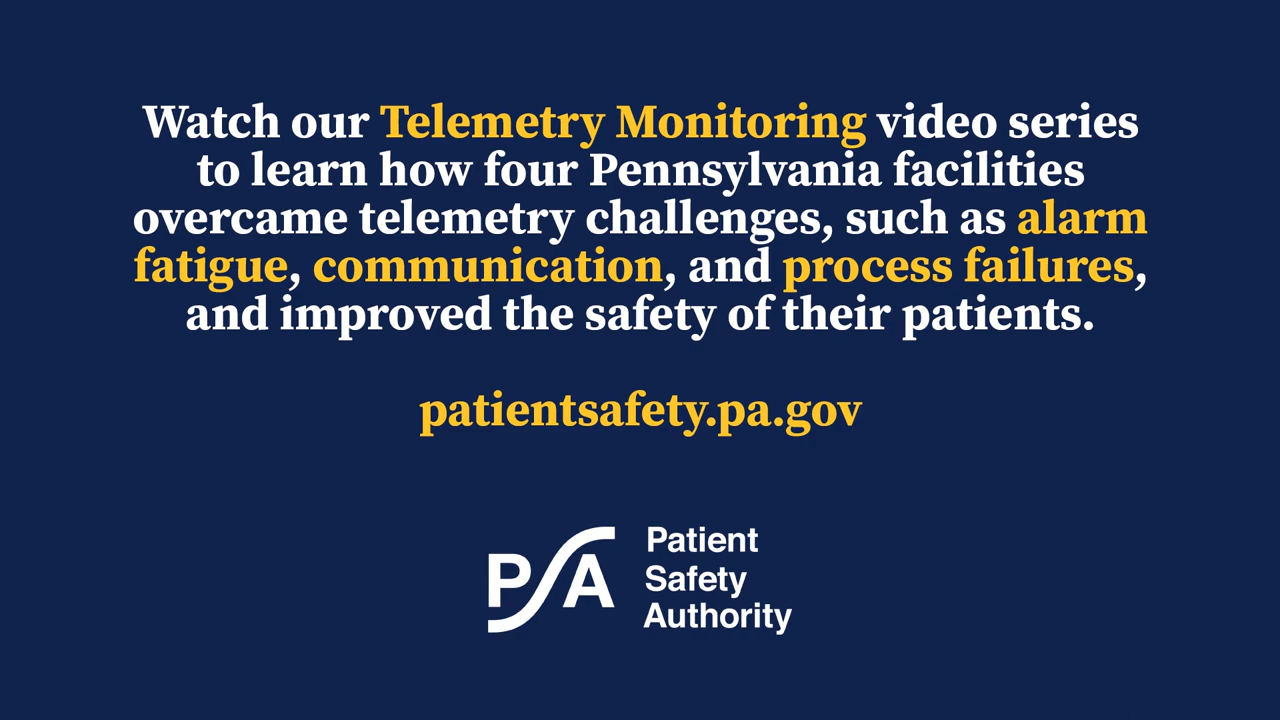 Watch our Telemetry Monitoring video series
to learn how four Pennsylvania facilities
overcame telemetry challenges, such as alarm
fatigue, communication, and process failures,
and improved the safety of their patients.
patientsafety.pa.gov
PSA
Patient
Safety
Authority